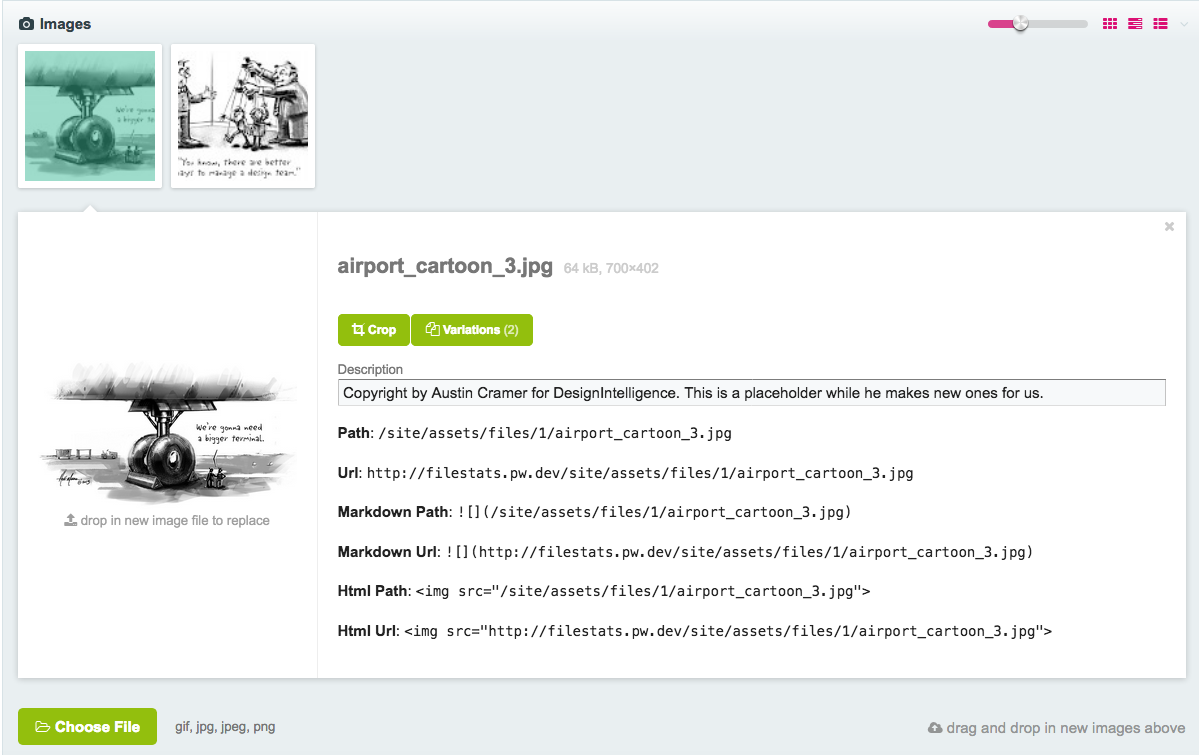 Images
We're gonna
a bigger te
"You know, there are better
ways to manage a design team."
airport_cartoon_3.jpg 64 kB, 700×402
Crop Variations (2)
Description
Copyright by Austin Cramer for DesignIntelligence. This is a placeholder while he makes new ones for us.
We're gonna need
a bigger terminal.
drop in new image file to replace
Path: /site/assets/files/1/airport_cartoon_3.jpg
Url: http://filestats.pw.dev/site/assets/files/1/airport_cartoon_3.jpg
Markdown Path: ![](/site/assets/files/1/airport_cartoon_3.jpg)
Markdown Url: ![](http://filestats.pw.dev/site/assets/files/1/airport_cartoon_3.jpg)
Html Path: <img src="/site/assets/files/1/airport_cartoon_3.jpg">
Html Url: <img src="http://filestats.pw.dev/site/assets/files/1/airport_cartoon_3.jpg">
Choose File gif, jpg, jpeg, png
drag and drop in new images above